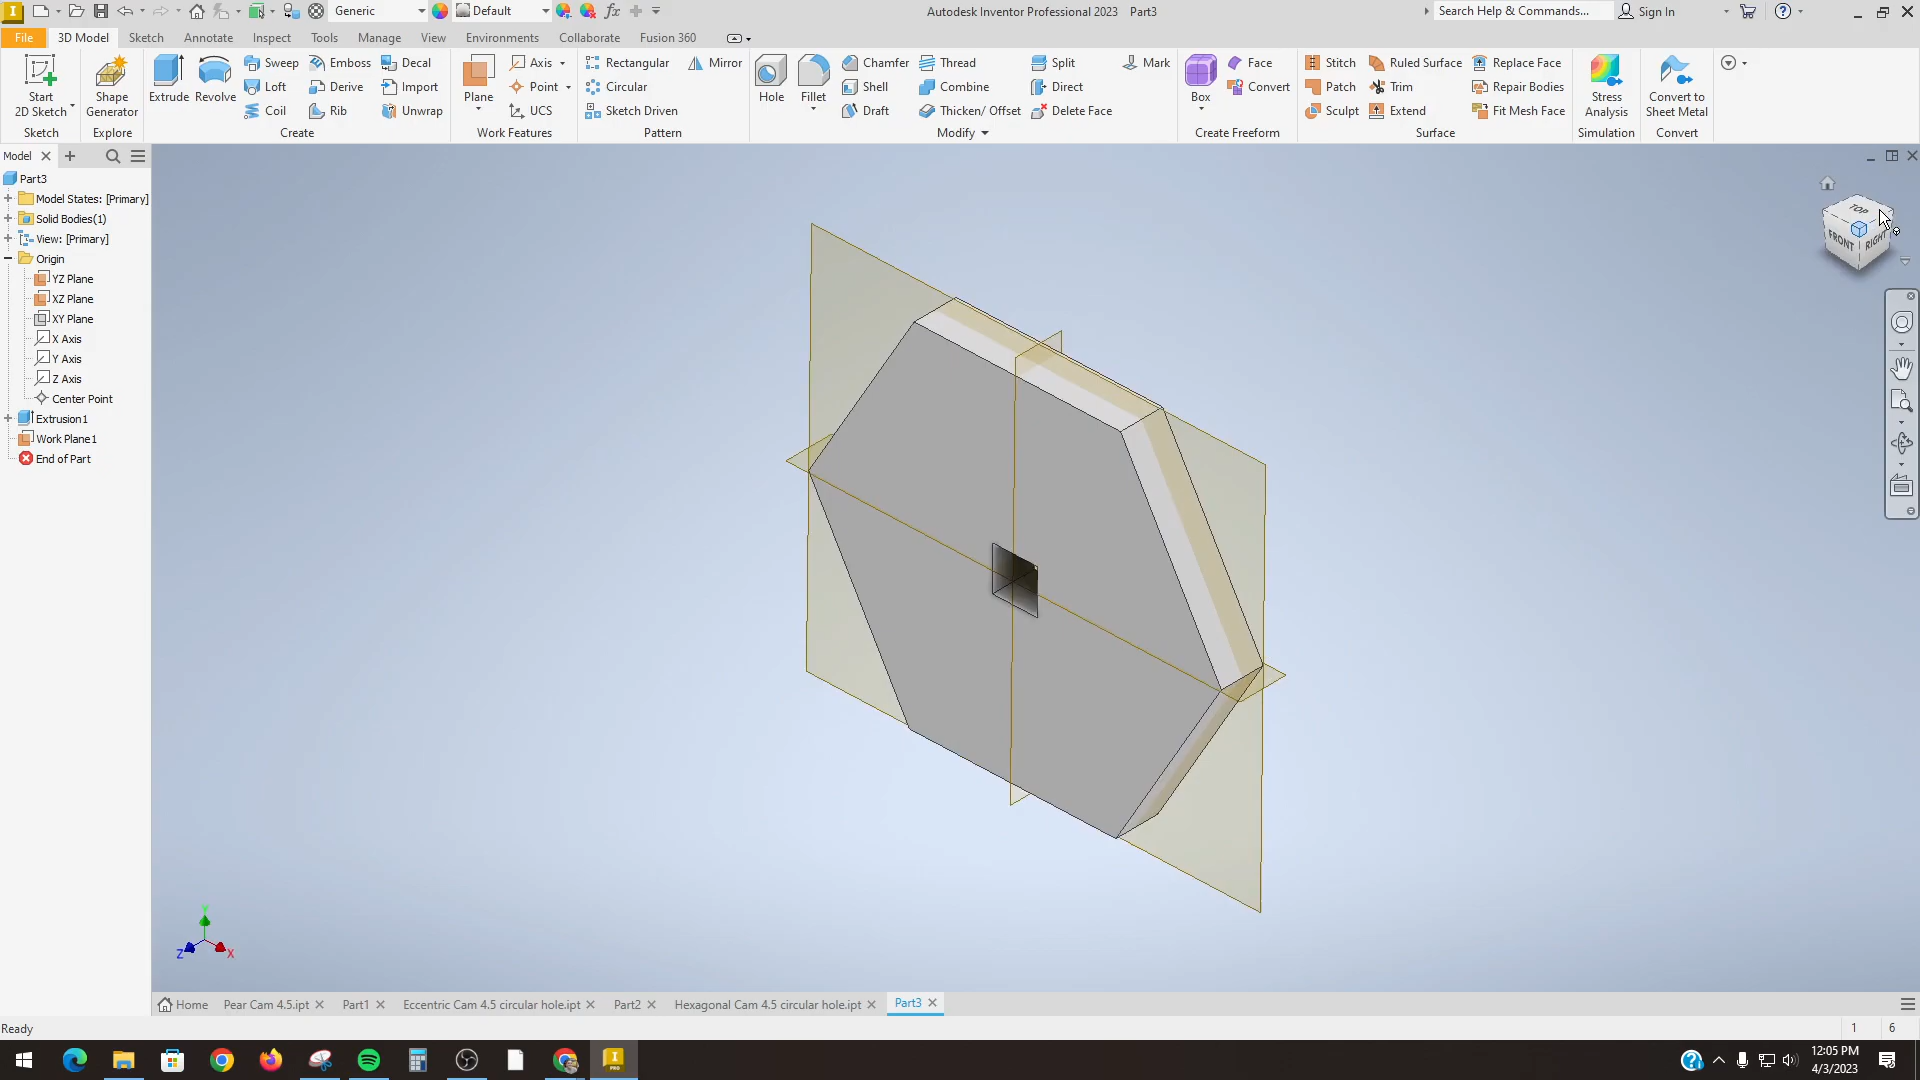 Generic
Default
fx
Autodesk Inventor Professional 2023 Part3
Search Help & Commands...
Sign In
File
3D Model
Sketch
Annotate
Inspect
Tools
Manage
View
Environments
Collaborate
Fusion 360
Start
2D Sketch
Sketch
Shape
Generator
Explore
Extrude
Revolve
Sweep
Loft
Coil
Emboss
Derive
Rib
Decal
Import
Unwrap
Create
Plane
Axis
Point
UCS
Work Features
Rectangular
Circular
Sketch Driven
Mirror
Pattern
Hole
Fillet
Chamfer
Shell
Draft
Thread
Combine
Thicken/ Offset
Split
Direct
Delete Face
Mark
Modify
Box
Face
Convert
Create Freeform
Stitch
Patch
Sculpt
Ruled Surface
Trim
Extend
Replace Face
Repair Bodies
Fit Mesh Face
Surface
Stress
Analysis
Simulation
Convert to
Sheet Metal
Convert
Model
Part3
Model States: [Primary]
Solid Bodies(1)
View: [Primary]
Origin
YZ Plane
XZ Plane
XY Plane
X Axis
Y Axis
Z Axis
Center Point
Extrusion1
Work Plane1
End of Part
TOP
FRONT
RIGHT
Y
Z
X
Home
Pear Cam 4.5.ipt
Part1
Eccentric Cam 4.5 circular hole.ipt
Part2
Hexagonal Cam 4.5 circular hole.ipt
Part3
Ready
1
6
12:05 PM
4/3/2023